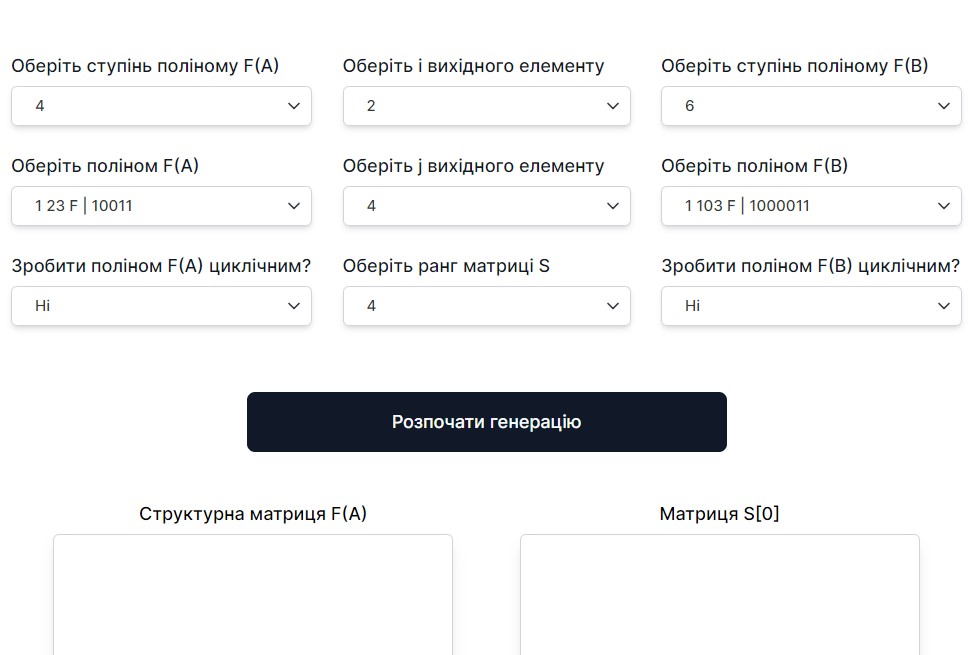 Оберіть ступінь поліному F(A)
Оберіть i вихідного елементу
Оберіть ступінь поліному F(B)
4
2
6
Оберіть поліном F(A)
Оберіть j вихідного елементу
Оберіть поліном F(B)
1 23 F | 10011
4
1 103 F | 1000011
Зробити поліном F(A) циклічним?
Оберіть ранг матриці S
Зробити поліном F(B) циклічним?
Ні
4
Ні
Розпочати генерацію
Структурна матриця F(A)
Матриця S[0]